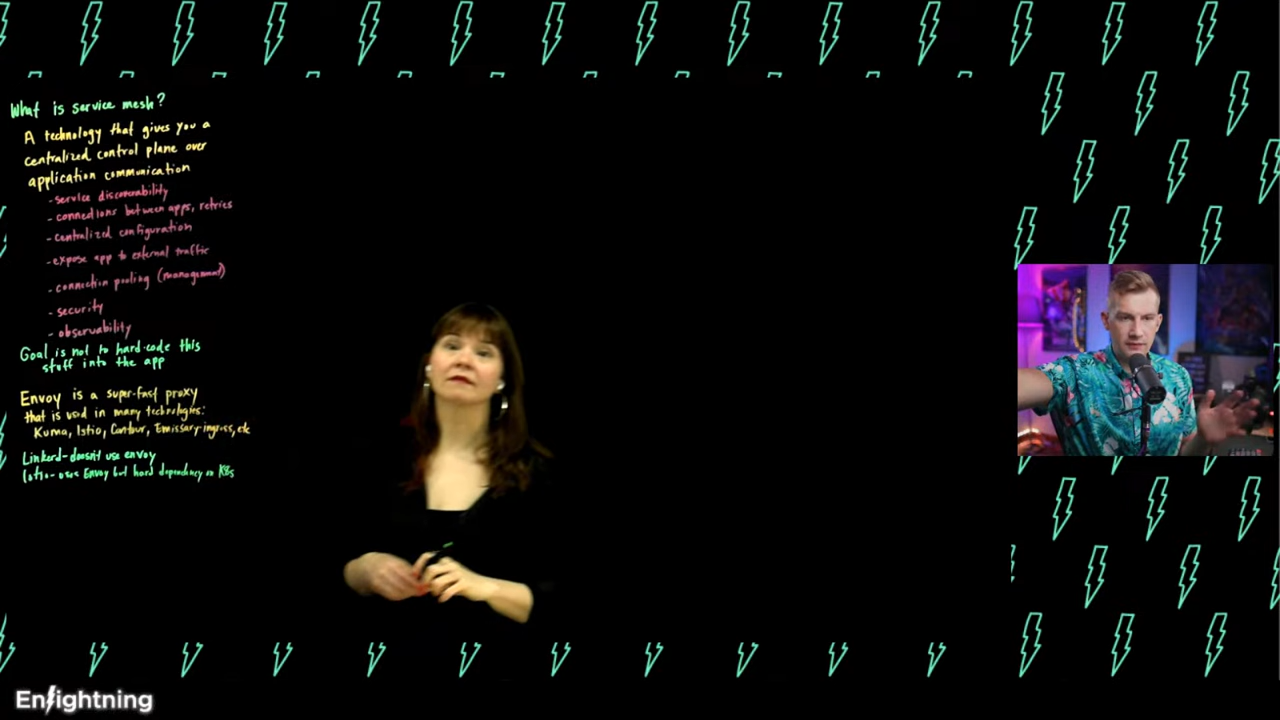 What is service mesh?
A technology that gives you a
centralized control plane over
application communication
- service discoverability
- connections between apps, retries
- centralized configuration
- expose app to external traffic
- connection pooling (management)
- security
- observability
Goal is not to hard-code this
stuff into the app
Envoy is a super-fast proxy
that is used in many technologies:
Kuma, Istio, Contour, Emissary-ingress, etc
Linkerd - doesn't use envoy
Istio - uses Envoy but hard dependency on K8s
Enlightning